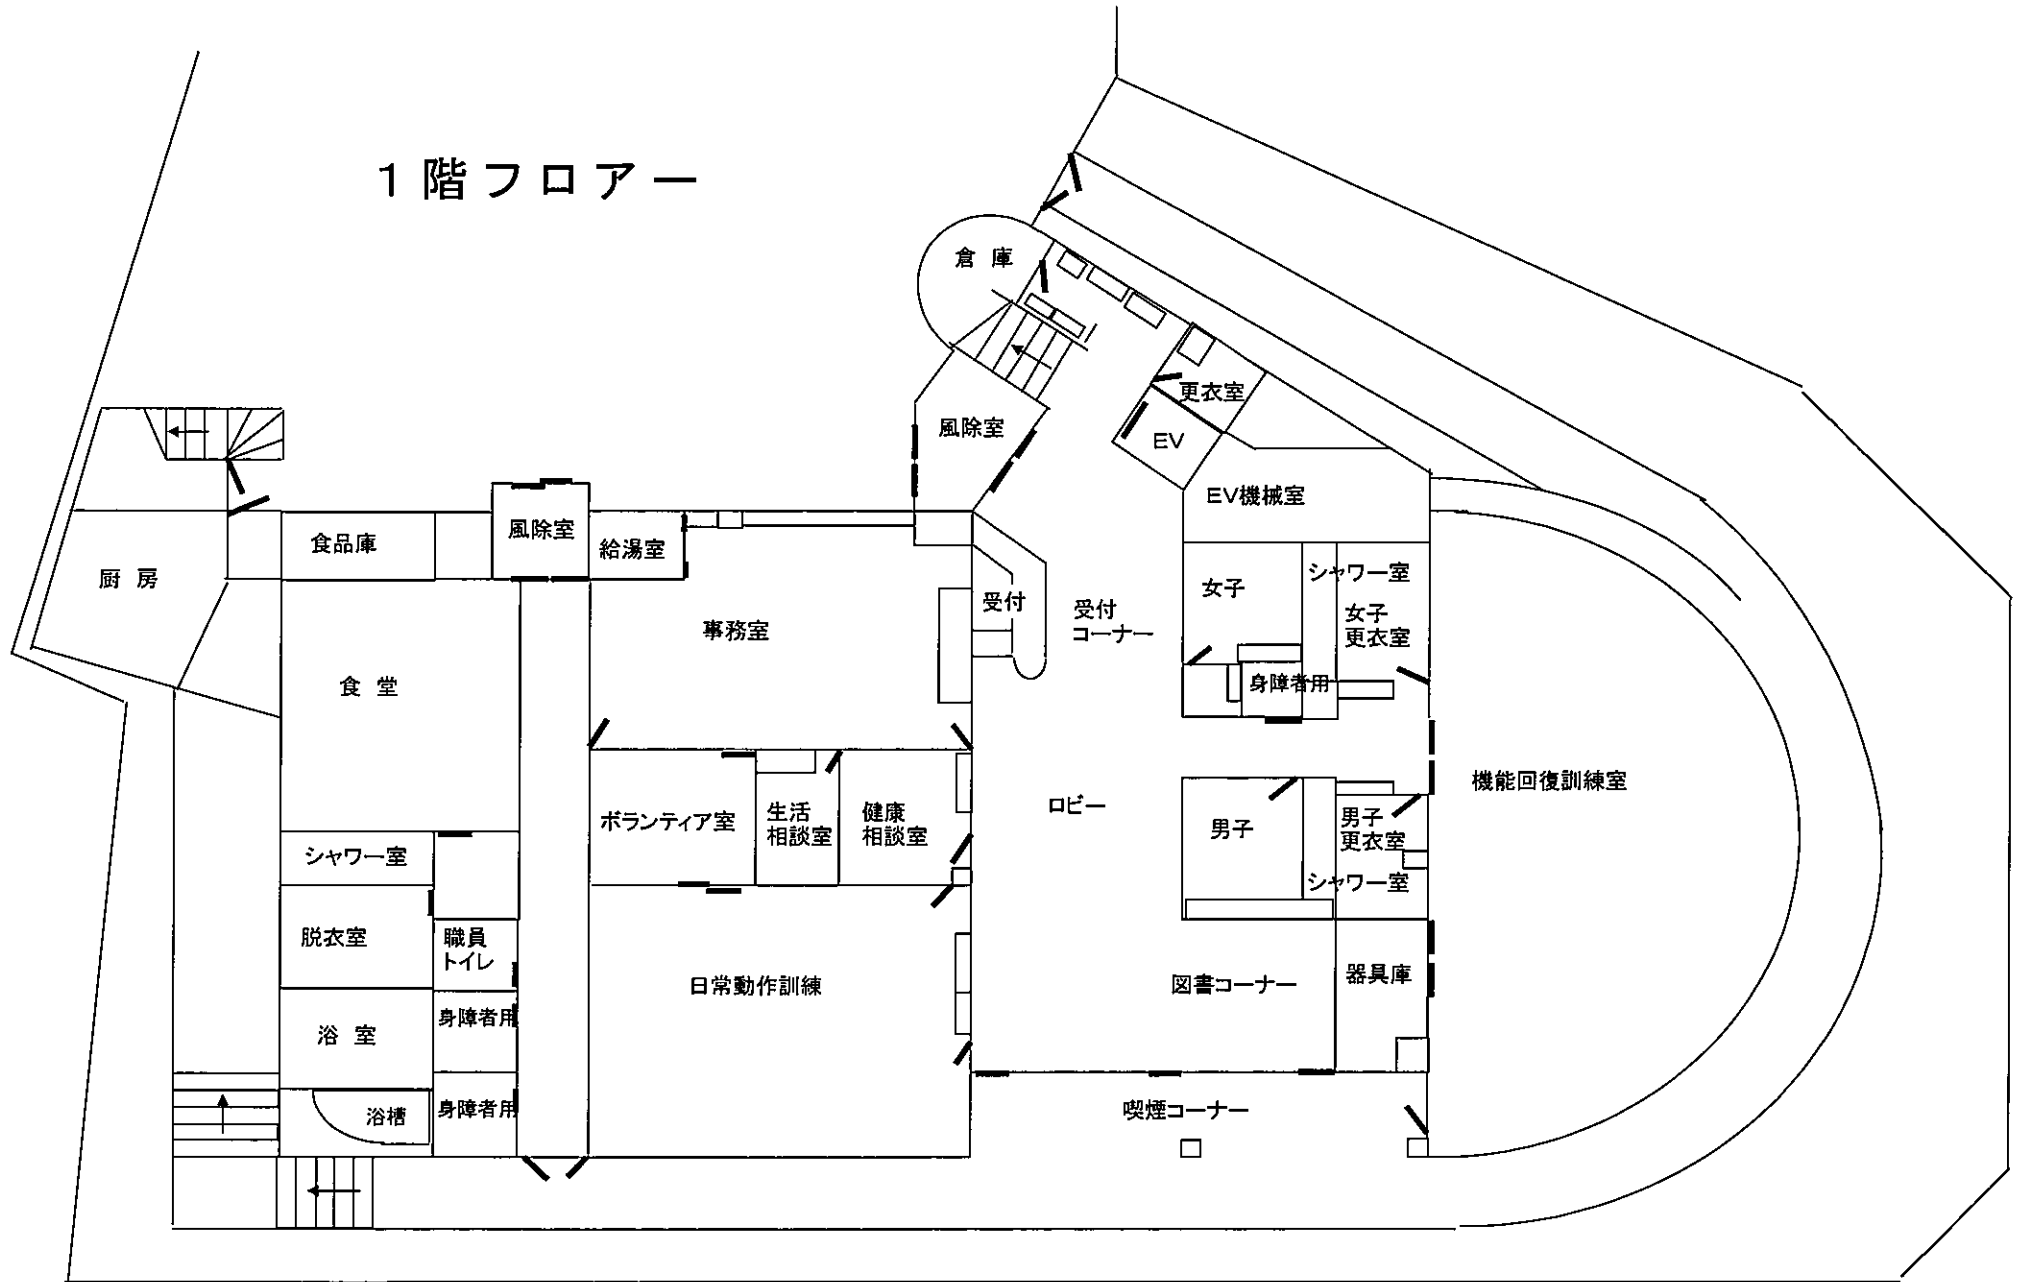 1階フロアー
倉 庫
更衣室
風除室
EV
EV機械室
食品庫
風除室
給湯室
厨 房
シャワー室
女子
受付
受付
コーナー
女子
更衣室
事務室
食 堂
身障者用
機能回復訓練室
ロビー
ボランティア室
生活
相談室
健康
相談室
男子
男子
更衣室
シャワー室
シャワー室
脱衣室
職員
トイレ
日常動作訓練
図書コーナー
器具庫
身障者用
浴 室
浴槽
身障者用
喫煙コーナー